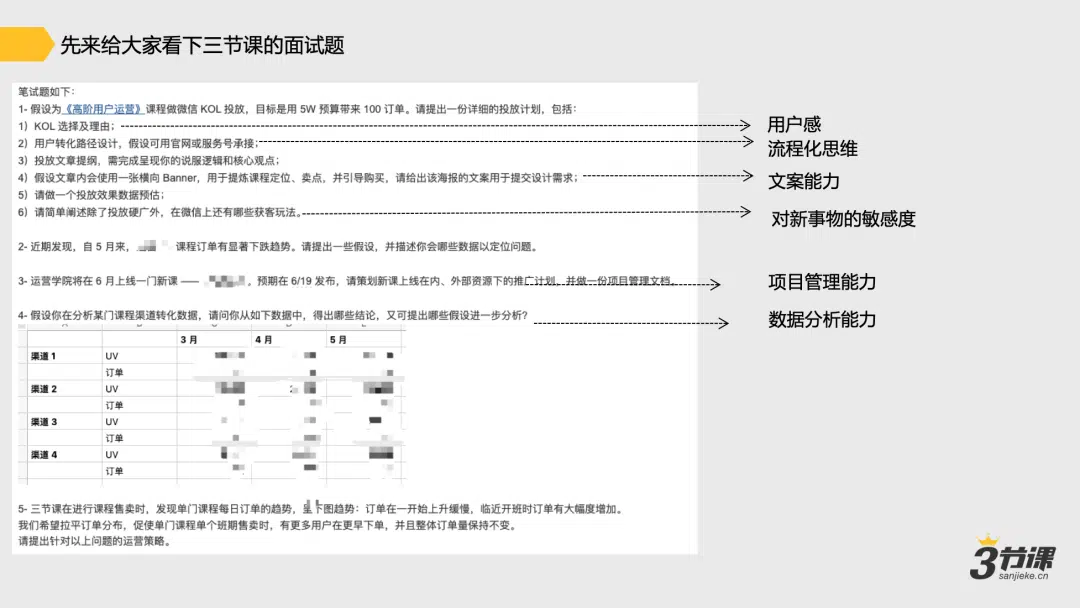 先来给大家看下三节课的面试题
笔试题如下：
1- 假设为《高阶用户运营》课程做微信 KOL 投放，目标是用 5W 预算带来 100 订单。请提出一份详细的投放计划，包括：
1）KOL 选择及理由；
2）用户转化路径设计，假设可用官网或服务号承接；
3）投放文章提纲，需完成呈现你的说服逻辑和核心观点；
4）假设文章内会使用一张横向 Banner，用于提炼课程定位、卖点，并引导购买，请给出该海报的文案用于提交设计需求；
5）请做一个投放效果数据预估；
6）请简单阐述除了投放硬广外，在微信上还有哪些获客玩法。
用户感
流程化思维
文案能力
对新事物的敏感度
2- 近期发现，自 5 月来， 课程订单有显著下跌趋势。请提出一些假设，并描述你会哪些数据以定位问题。
3- 运营学院将在 6 月上线一门新课 —— ，预期在 6/19 发布，请策划新课上线在内、外部资源下的推广计划，并做一份项目管理文档。
项目管理能力
4- 假设你在分析某门课程渠道转化数据，请问你从如下数据中，得出哪些结论，又可提出哪些假设进一步分析？
数据分析能力
3 月 4 月 5 月
渠道 1 UV
订单
渠道 2 UV
订单
渠道 3 UV
订单
渠道 4 UV
订单
5- 三节课在进行课程售卖时，发现单门课程每日订单的趋势，呈下图趋势：订单在一开始上升缓慢，临近开班时订单有大幅度增加。
我们希望拉平订单分布，促使单门课程单个班期售卖时，有更多用户在更早下单，并且整体订单量保持不变。
请提出针对以上问题的运营策略。
3节课
sanjieke.cn